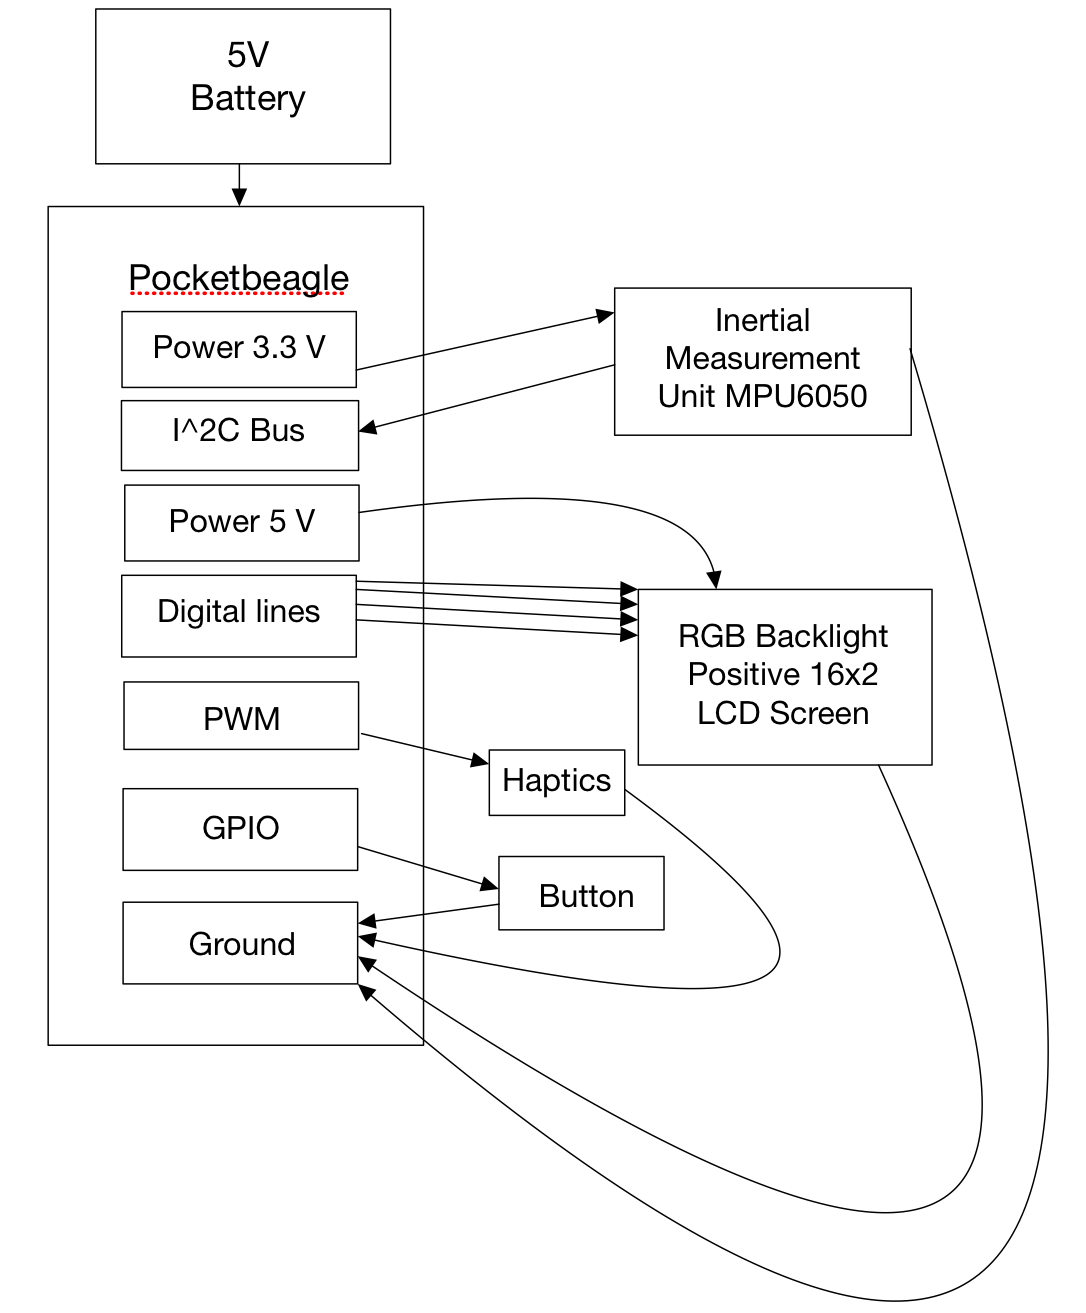 5V
Battery
Pocketbeagle
Power 3.3 V
I^2C Bus
Power 5 V
Digital lines
PWM
GPIO
Ground
Inertial
Measurement
Unit MPU6050
RGB Backlight
Positive 16x2
LCD Screen
Haptics
Button